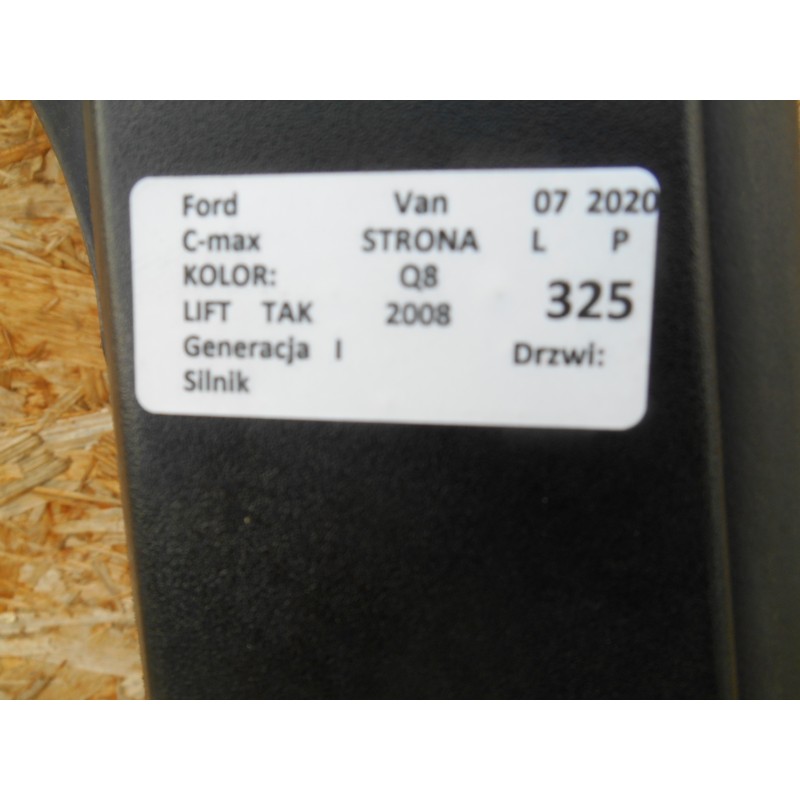 Ford Van 07 2020
C-max STRONA L P
KOLOR: Q8
LIFT TAK 2008 325
Generacja I Drzwi:
Silnik